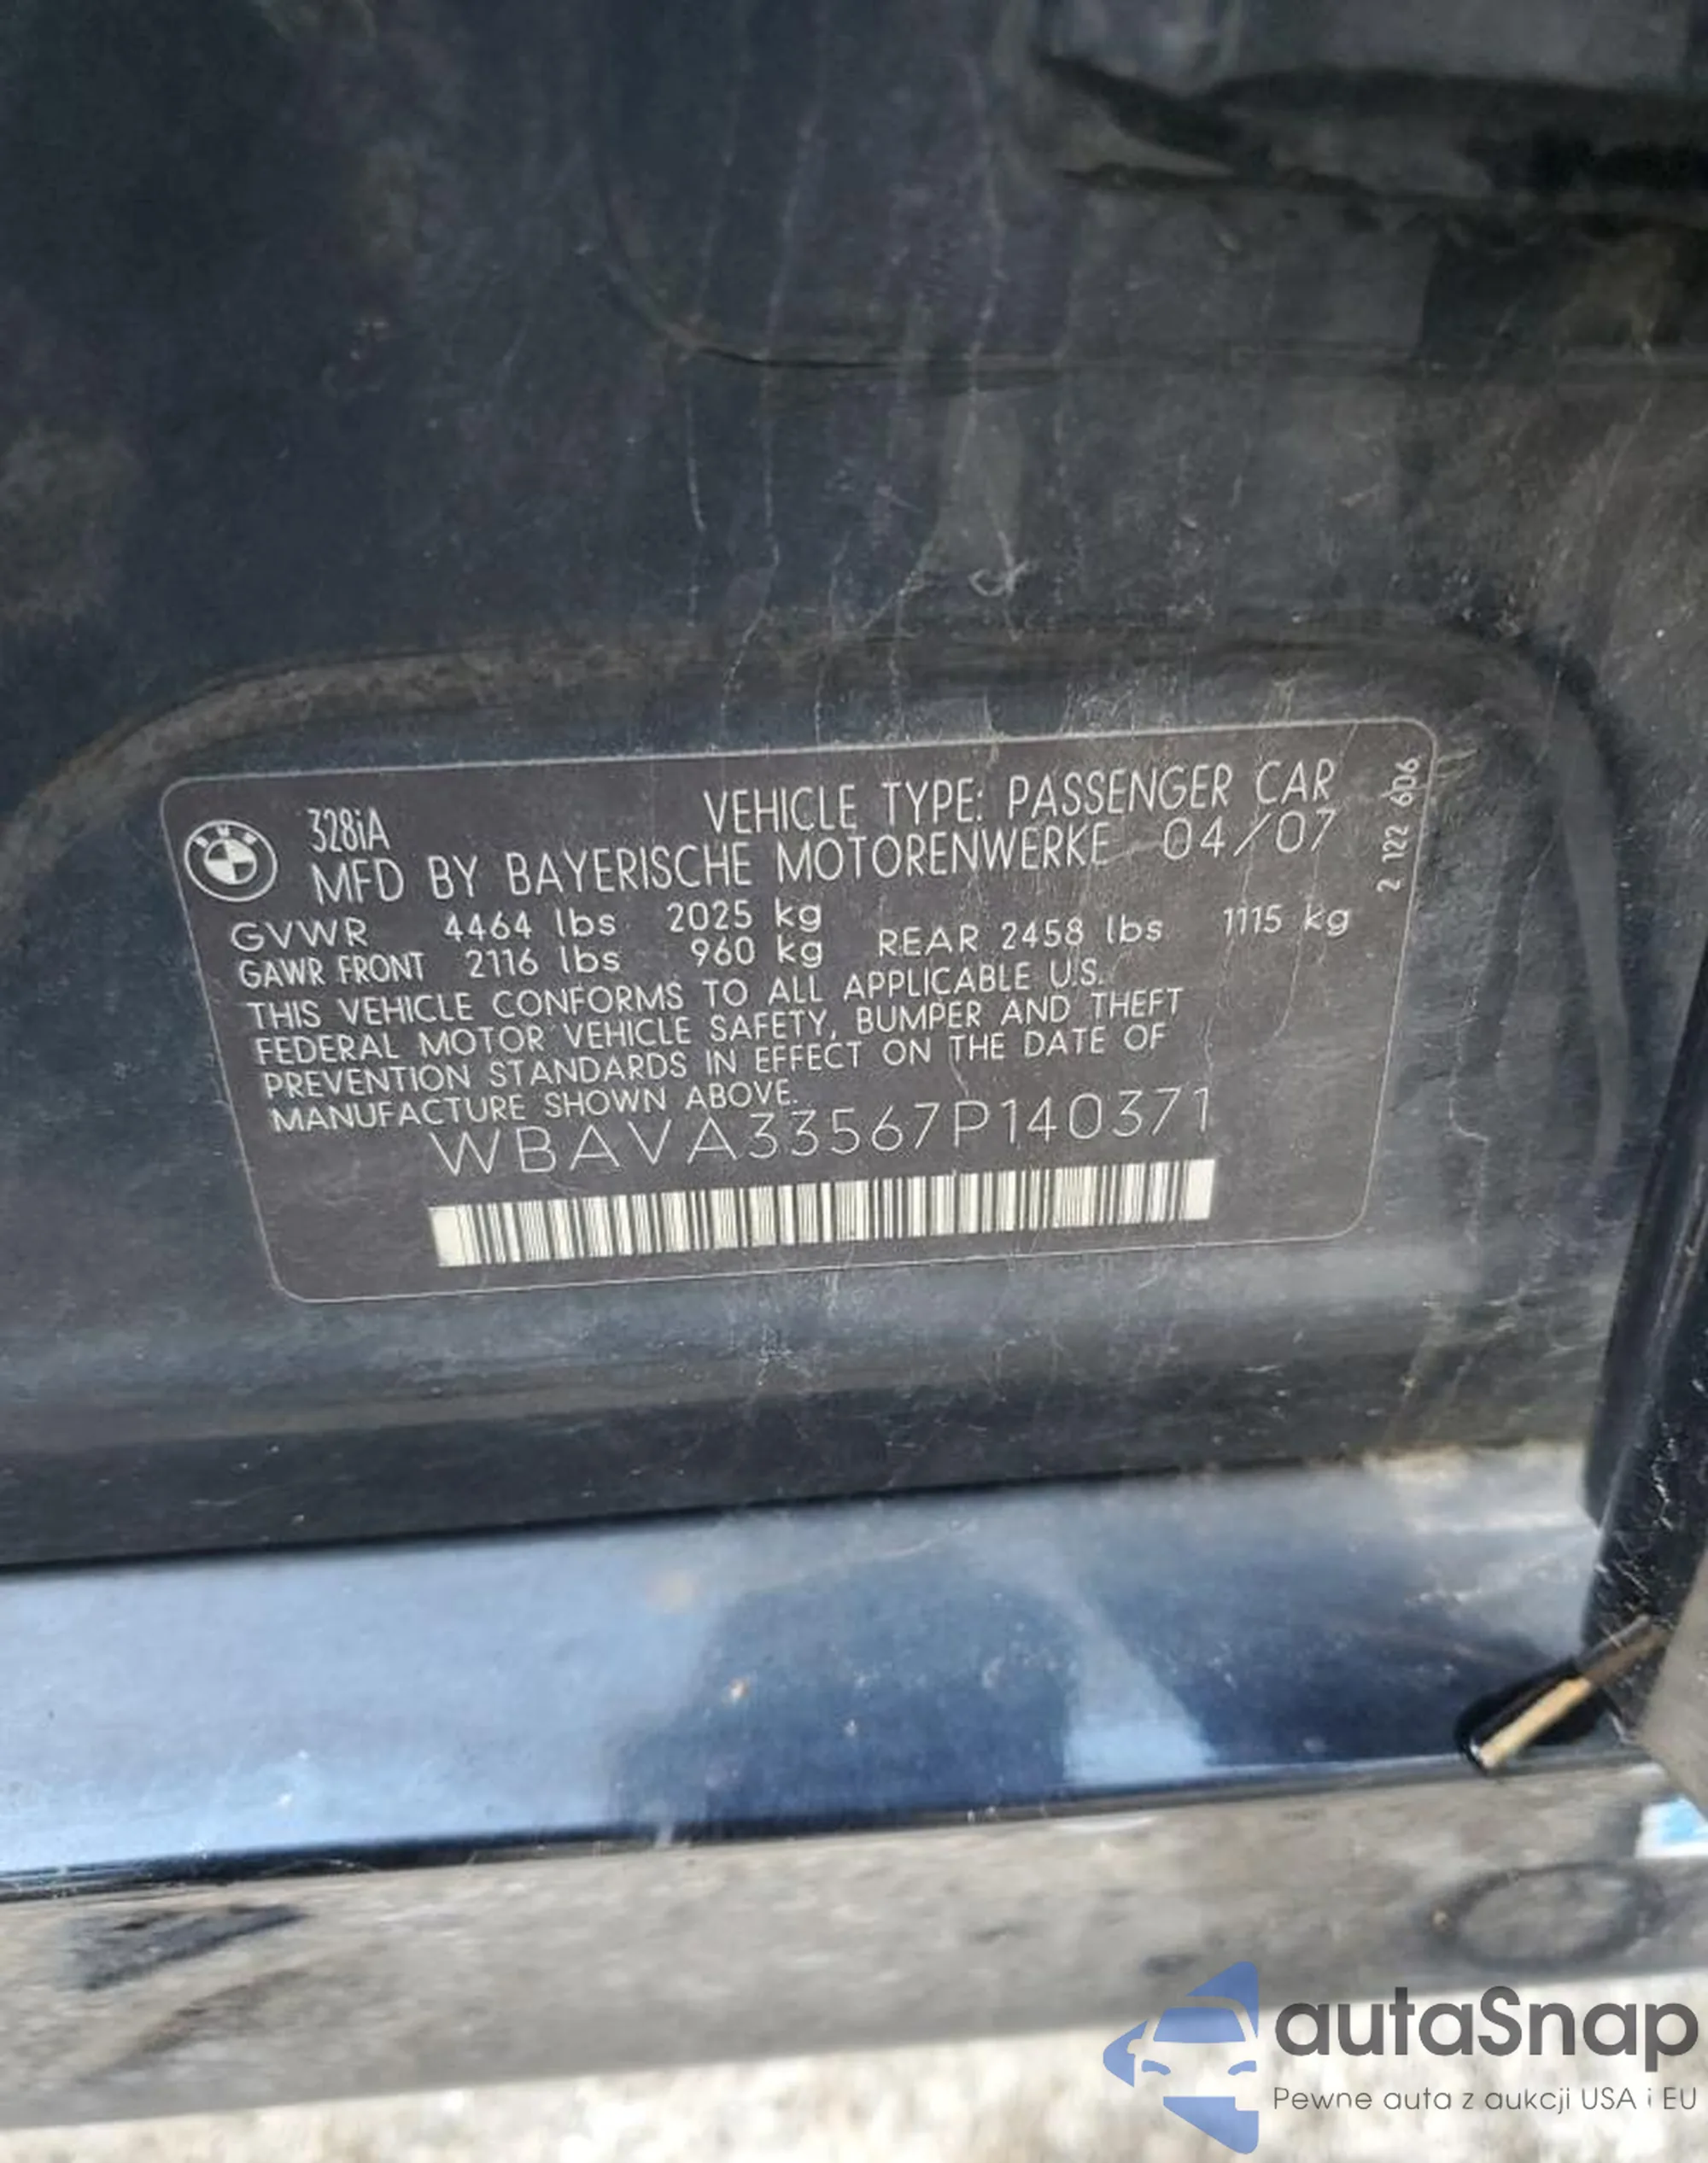 328iA
VEHICLE TYPE: PASSENGER CAR
MFD BY BAYERISCHE MOTORENWERKE 04/07
GVWR 4464 lbs 2025 kg
GAWR FRONT 2116 lbs 960 kg REAR 2458 lbs 1115 kg
THIS VEHICLE CONFORMS TO ALL APPLICABLE U.S.
FEDERAL MOTOR VEHICLE SAFETY, BUMPER AND THEFT
PREVENTION STANDARDS IN EFFECT ON THE DATE OF
MANUFACTURE SHOWN ABOVE.
WBAVA33567P140371
2 122 606
autaSnap
Pewne auta z aukcji USA i EU